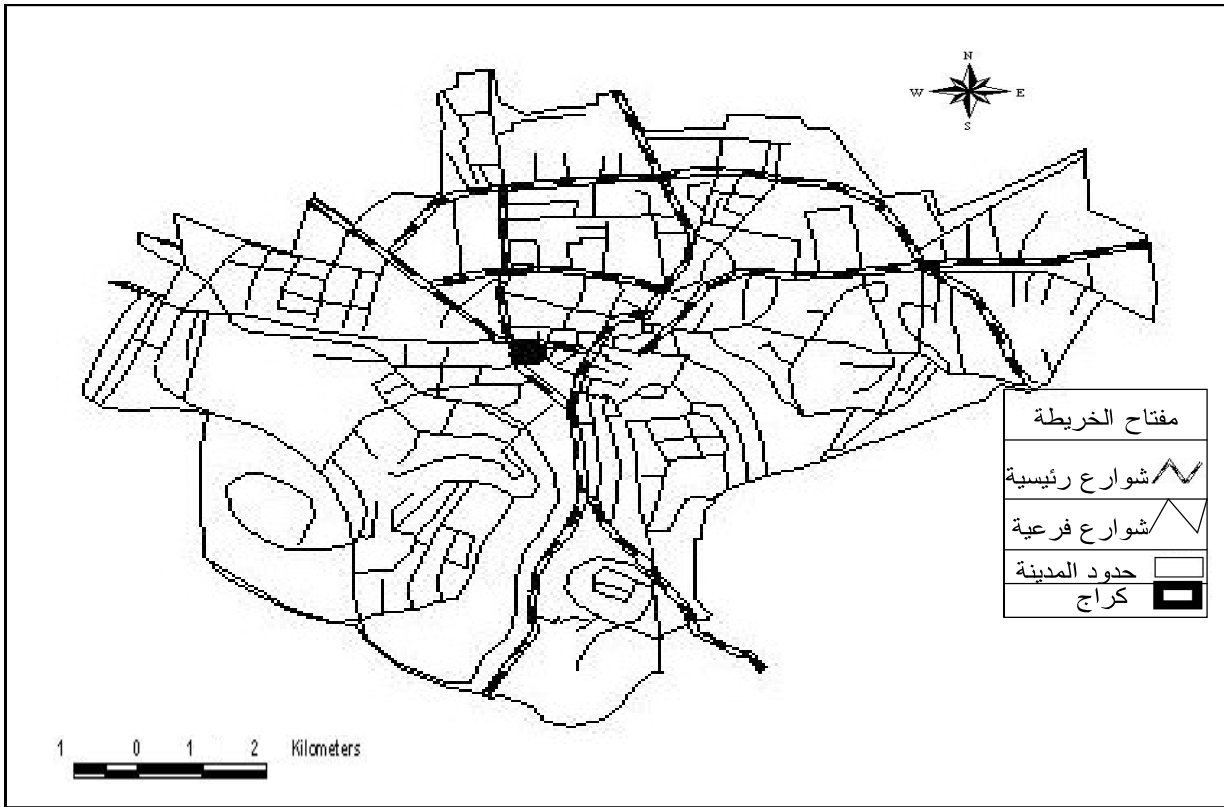 N
W E
S
مفتاح الخريطة
شوارع رئيسية
شوارع فرعية
حدود المدينة
كراج
1 0 1 2 Kilometers